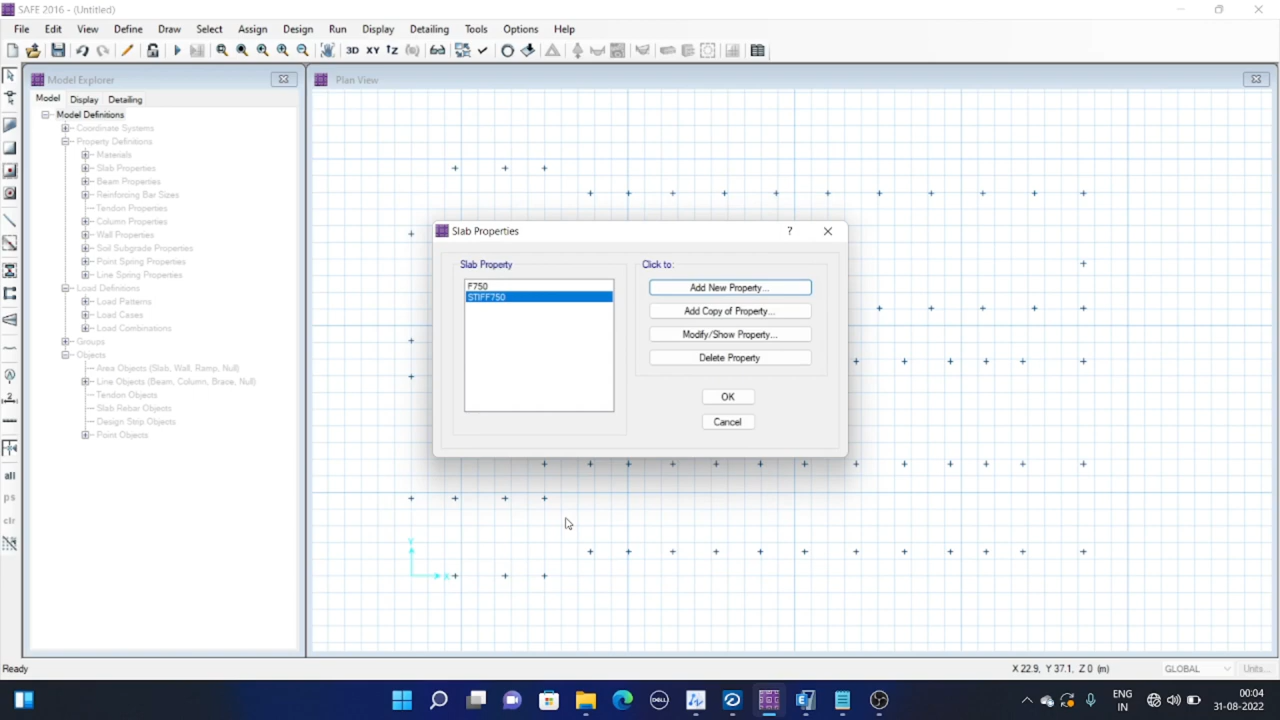 SAFE 2016 - (Untitled)
File Edit View Define Draw Select Assign Design Run Display Detailing Tools Options Help
3D XY
Model Explorer
Plan View
Model Display Detailing
Model Definitions
Coordinate Systems
Property Definitions
Materials
Slab Properties
Beam Properties
Reinforcing Bar Sizes
Tendon Properties
Column Properties
Wall Properties
Soil Subgrade Properties
Point Spring Properties
Line Spring Properties
Load Definitions
Load Patterns
Load Cases
Load Combinations
Groups
Objects
Area Objects (Slab, Wall, Ramp, Null)
Line Objects (Beam, Column, Brace, Null)
Tendon Objects
Slab Rebar Objects
Design Strip Objects
Point Objects
all
ps
clr
Slab Properties
?
Slab Property
F750
STIFF750
Click to:
Add New Property...
Add Copy of Property...
Modify/Show Property...
Delete Property
OK
Cancel
Y
X
Ready
X 22.9, Y 37.1, Z 0 (m)
GLOBAL
Units...
DELL
ENG
IN
00:04
31-08-2022